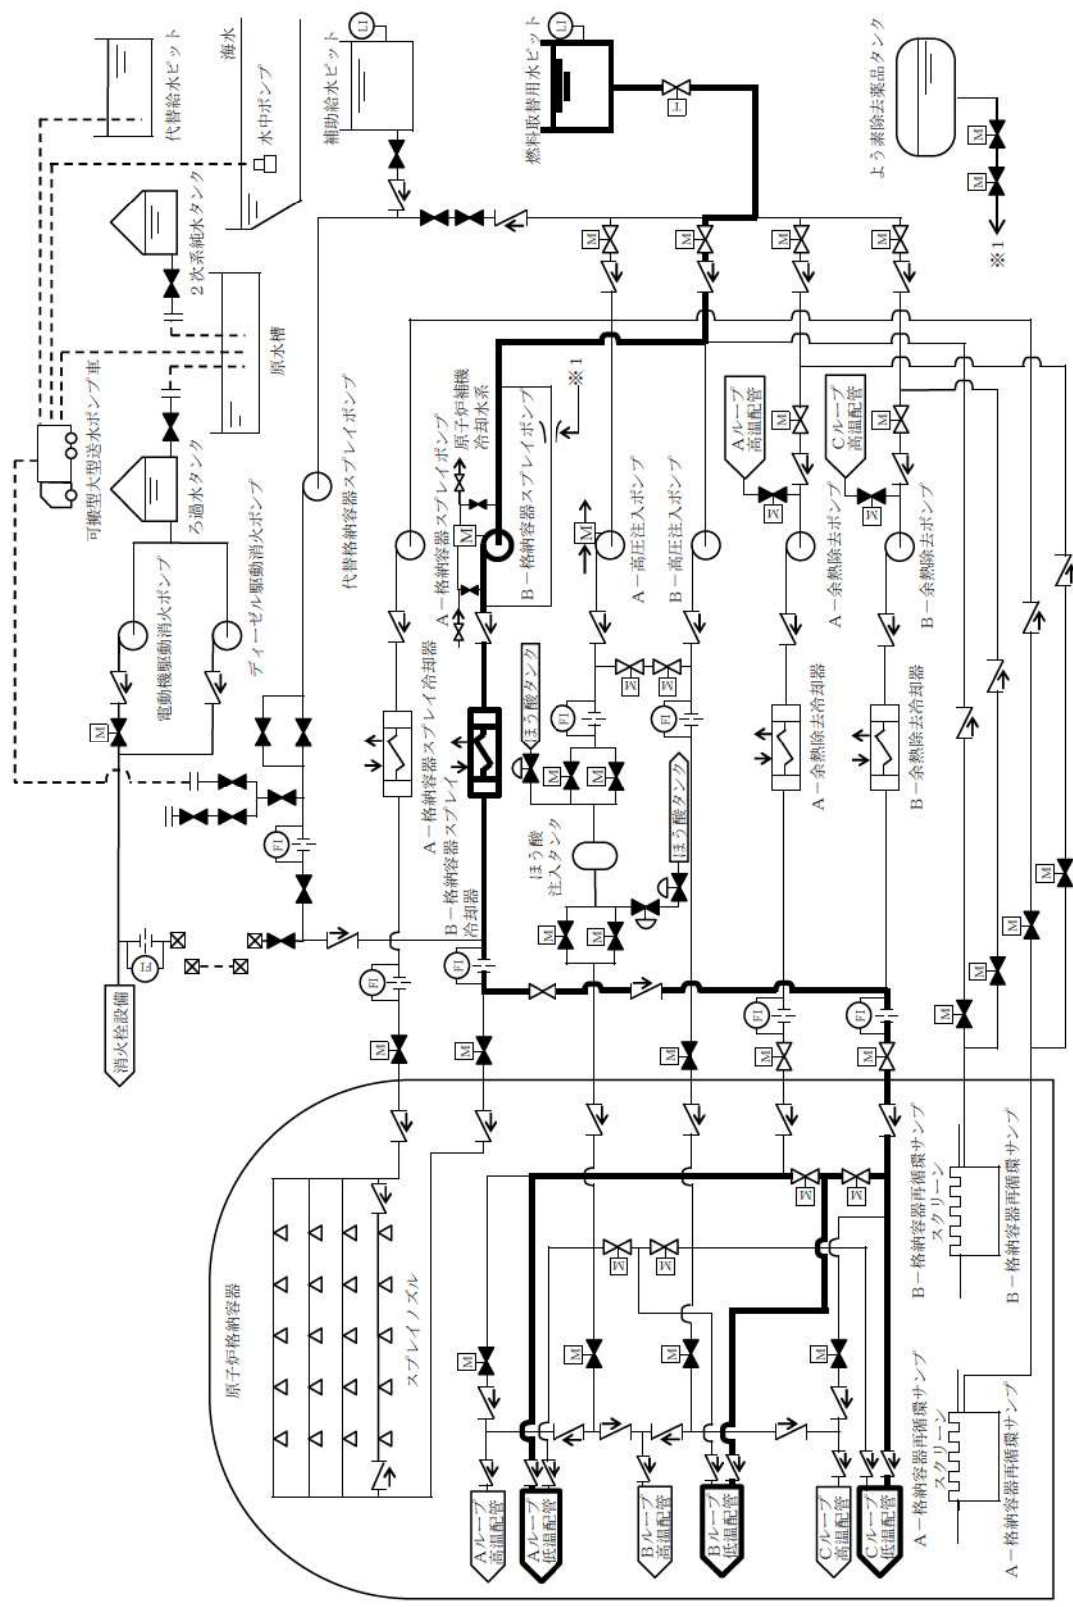 代替給水ピット
海水
水中ポンプ
補助給水ピット
LI
燃料取替用水ピット
LI
よう素除去薬品タンク
M
M
※1
2次系純水タンク
原水槽
可搬型大型送水ポンプ車
ろ過水タンク
T
M
M
M
M
電動機駆動消火ポンプ
ディーゼル駆動消火ポンプ
代替格納容器スプレイポンプ
A-格納容器スプレイポンプ
原子炉補機
冷却水系
B-格納容器スプレイポンプ
※1
M
M
A-高圧注入ポンプ
B-高圧注入ポンプ
Aループ
高温配管
M
M
Cループ
高温配管
M
M
A-余熱除去ポンプ
B-余熱除去ポンプ
M
A-格納容器スプレイ冷却器
B-格納容器スプレイ
冷却器
ほう酸タンク
M
M
FI
FI
M
M
ほう酸
注入タンク
ほう酸タンク
M
M
A-余熱除去冷却器
B-余熱除去冷却器
FI
FI
消火栓設備
FI
FI
M
M
M
FI
FI
M
M
M
M
M
M
原子炉格納容器
スプレイノズル
M
M
M
M
M
M
M
M
B-格納容器再循環サンプ
スクリーン
B-格納容器再循環サンプ
A-格納容器再循環サンプ
スクリーン
A-格納容器再循環サンプ
Aループ
高温配管
Aループ
低温配管
Bループ
高温配管
Bループ
低温配管
Cループ
高温配管
Cループ
低温配管